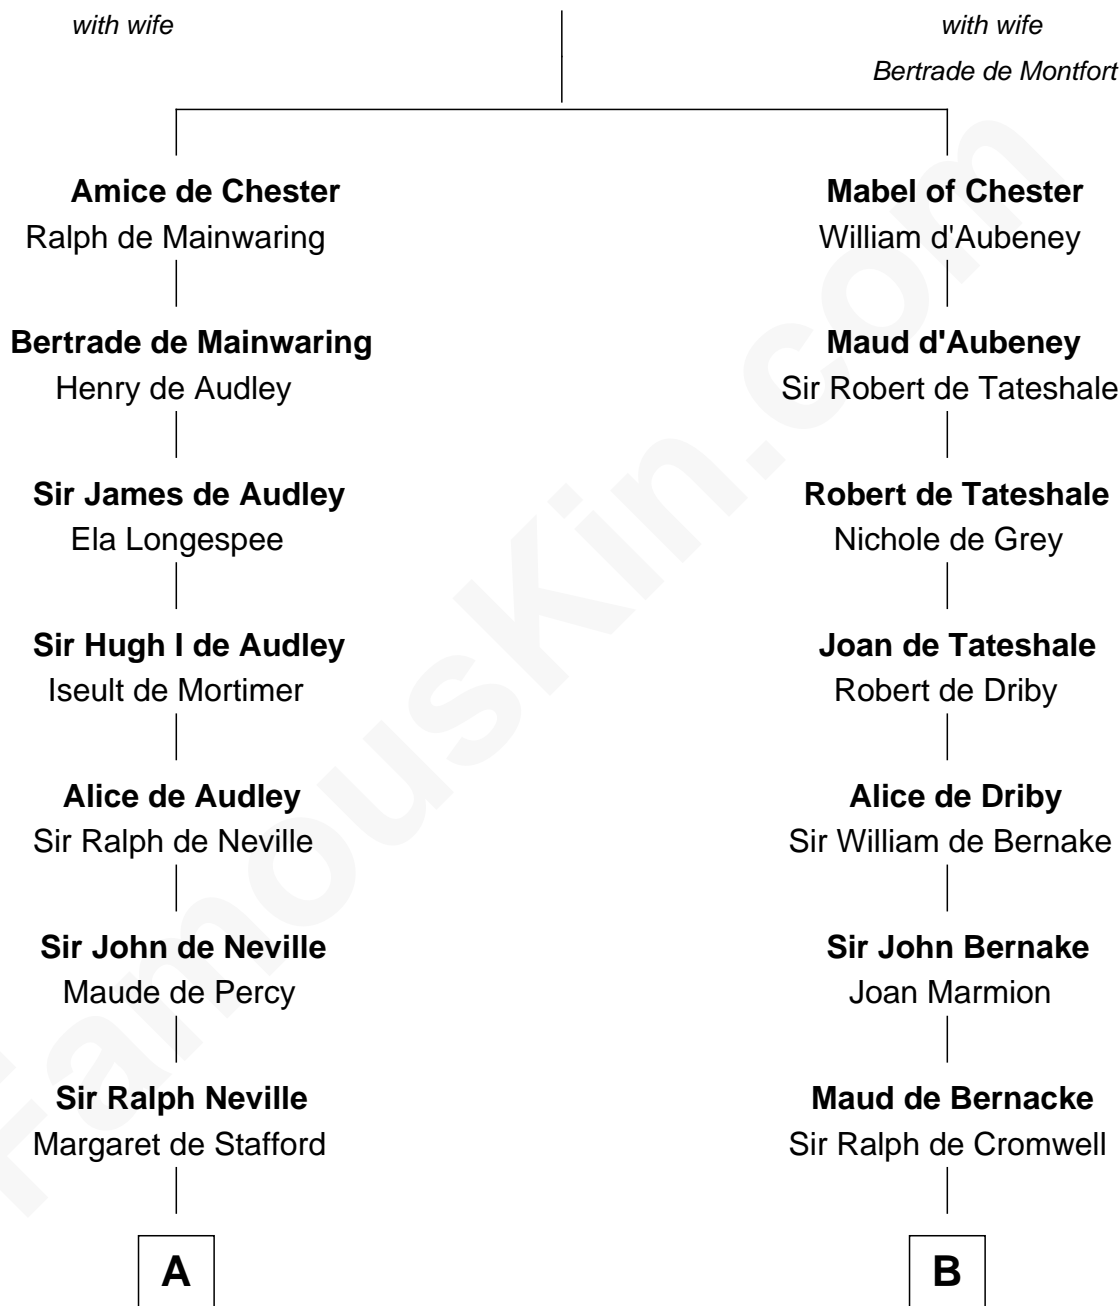 with wife
with wife
Bertrade de Montfort
Amice de Chester
Ralph de Mainwaring
Bertrade de Mainwaring
Henry de Audley
Sir James de Audley
Ela Longespee
Sir Hugh I de Audley
Iseult de Mortimer
Alice de Audley
Sir Ralph de Neville
Sir John de Neville
Maude de Percy
Sir Ralph Neville
Margaret de Stafford
A
Mabel of Chester
William d'Aubeney
Maud d'Aubeney
Sir Robert de Tateshale
Robert de Tateshale
Nichole de Grey
Joan de Tateshale
Robert de Driby
Alice de Driby
Sir William de Bernake
Sir John Bernake
Joan Marmion
Maud de Bernacke
Sir Ralph de Cromwell
B
FamousKin.com